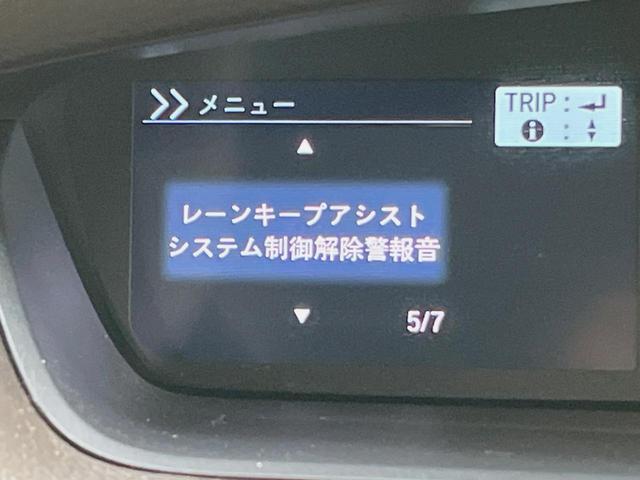 メニュー
TRIP :
i :
レーンキープアシスト
システム制御解除警報音
5/7